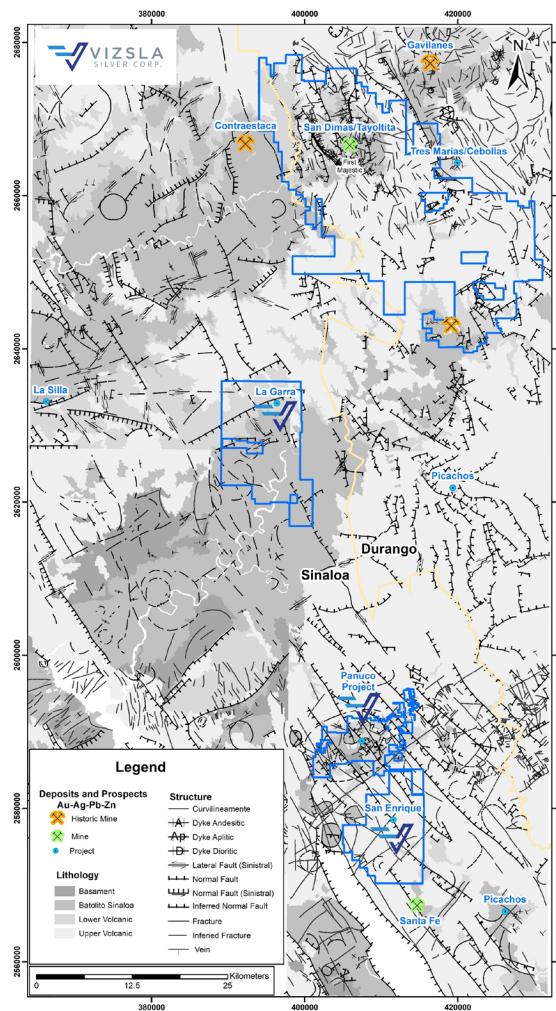 380000
400000
420000
2680000
VIZSLA
SILVER CORP.
Gavilanes
N
Contraestaca
San Dimas/Tayoltita
First
Majestic
Tres Marias/Cebollas
2660000
2640000
La Silla
La Garra
Picachos
2620000
Durango
Sinaloa
2600000
Panuco
Project
San Enrique
2580000
Santa Fe
Picachos
2560000
Legend
Deposits and Prospects
Au-Ag-Pb-Zn
Historic Mine
Mine
Project
Lithology
Basament
Batolito Sinaloa
Lower Volcanic
Upper Volcanic
Structure
Curvilineamente
Dyke Andesitic
Dyke Aplitic
Dyke Dioritic
Lateral Fault (Sinistral)
Normal Fault
Normal Fault (Sinistral)
Inferred Normal Fault
Fracture
Inferied Fracture
Vein
Kilometers
0
12.5
25
380000
400000
420000